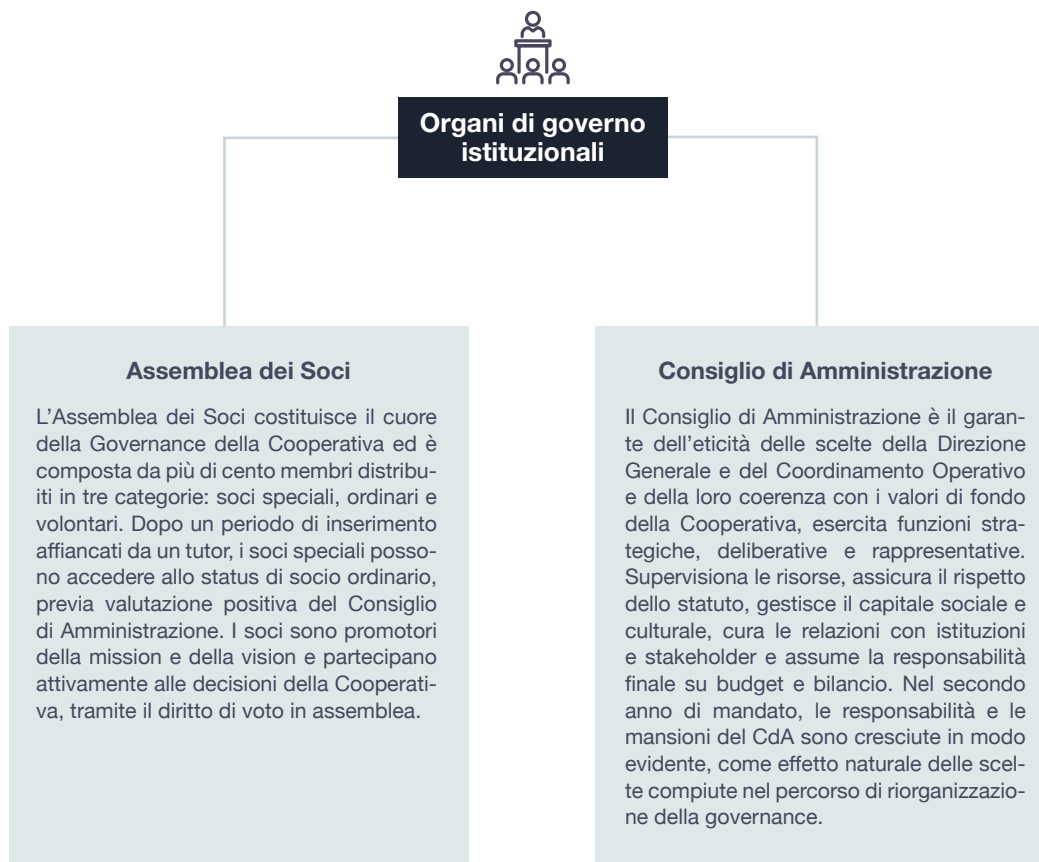 Organi di governo
istituzionali
Assemblea dei Soci
L’Assemblea dei Soci costituisce il cuore
della Governance della Cooperativa ed è
composta da più di cento membri distribu-
iti in tre categorie: soci speciali, ordinari e
volontari. Dopo un periodo di inserimento
affiancati da un tutor, i soci speciali posso-
no accedere allo status di socio ordinario,
previa valutazione positiva del Consiglio
di Amministrazione. I soci sono promotori
della mission e della vision e partecipano
attivamente alle decisioni della Cooperati-
va, tramite il diritto di voto in assemblea.
Consiglio di Amministrazione
Il Consiglio di Amministrazione è il garan-
te dell’eticità delle scelte della Direzione
Generale e del Coordinamento Operativo
e della loro coerenza con i valori di fondo
della Cooperativa, esercita funzioni stra-
tegiche, deliberative e rappresentative.
Supervisiona le risorse, assicura il rispetto
dello statuto, gestisce il capitale sociale e
culturale, cura le relazioni con istituzioni
e stakeholder e assume la responsabilità
finale su budget e bilancio. Nel secondo
anno di mandato, le responsabilità e le
mansioni del CdA sono cresciute in modo
evidente, come effetto naturale delle scel-
te compiute nel percorso di riorganizzazio-
ne della governance.